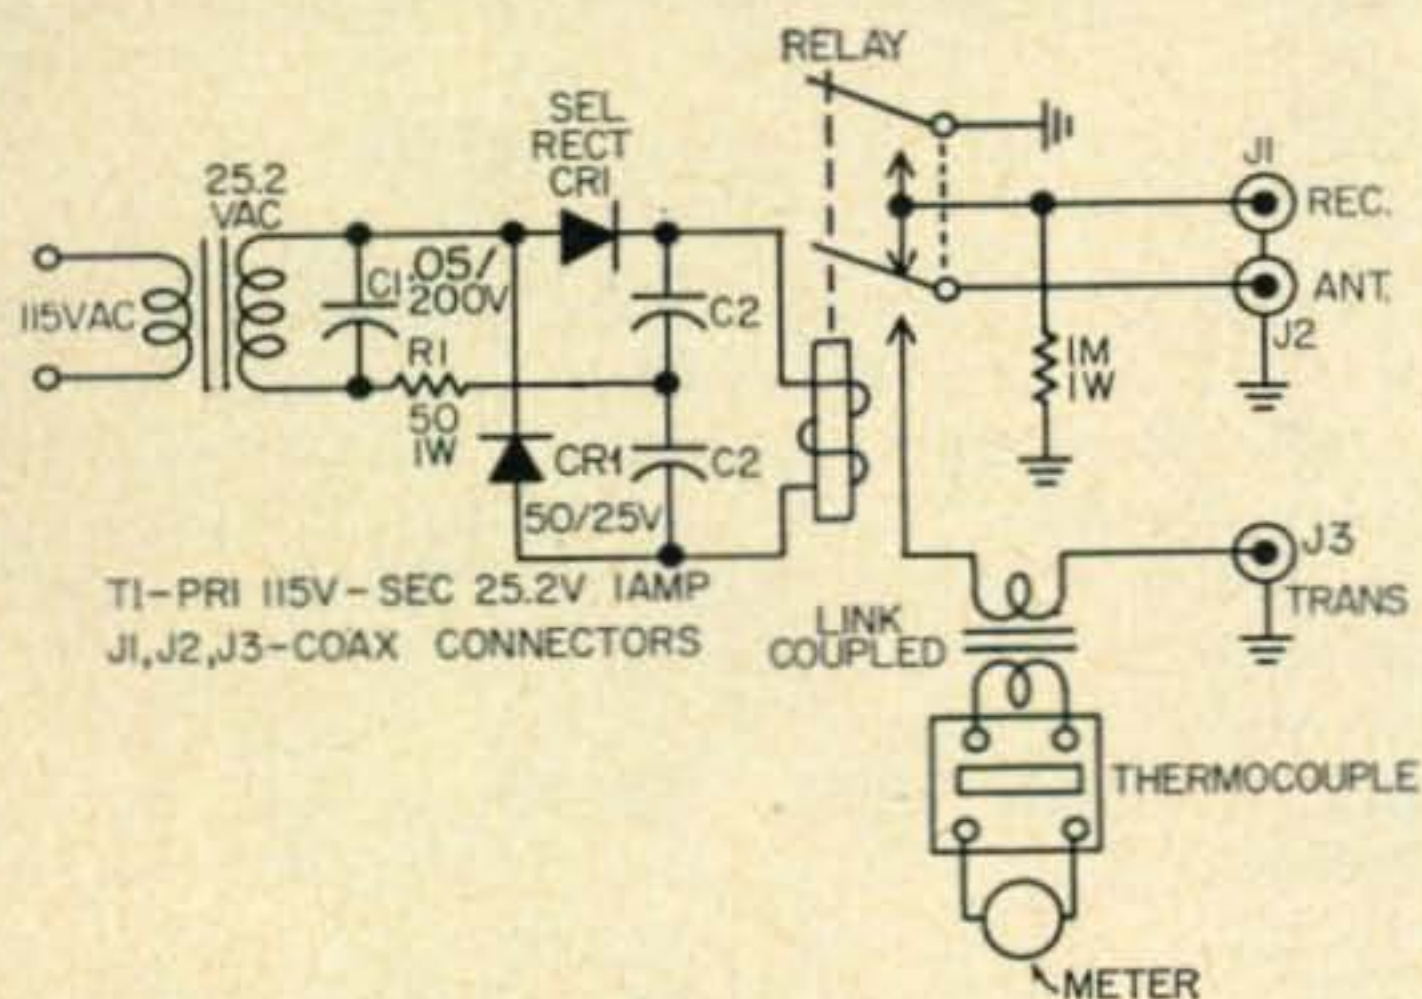 RELAY
SEL
RECT
CR1
25.2
VAC
115VAC
C1
.05/
200V
R1
50
1W
C2
CR1
C2
50/25V
J1
REC.
ANT.
J2
1M
1W
J3
TRANS
T1-PRI 115V-SEC 25.2V 1AMP
J1,J2,J3-COAX CONNECTORS
LINK
COUPLED
THERMOCOUPLE
METER